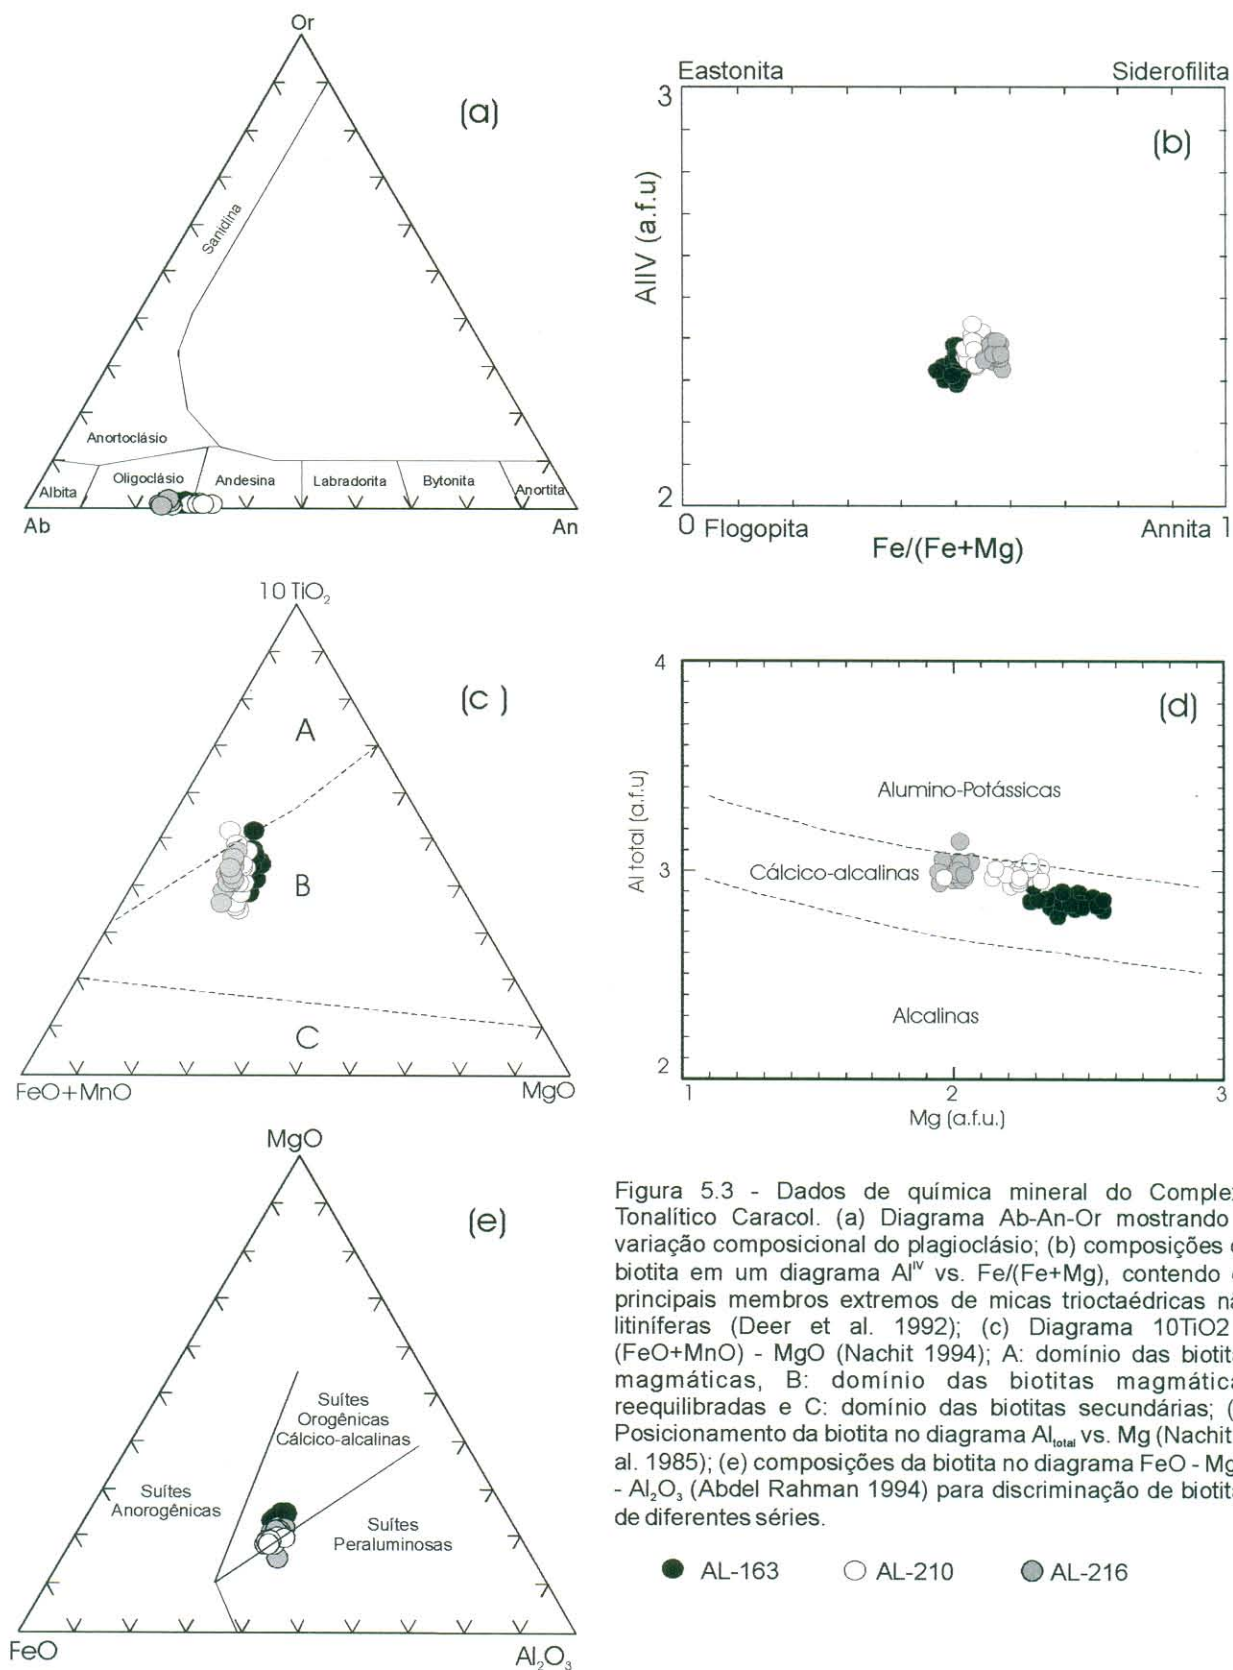 Or
(a)
Sanidina
Anortoclásio
Albita
Oligoclásio
Andesina
Labradorita
Bytonita
Anortita
Ab
An
Eastonita
Siderofilita
3
(b)
AlIV (a.f.u)
2
0
Flogopita
Annita
1
Fe/(Fe+Mg)
10 TiO₂
(c)
A
B
C
FeO+MnO
MgO
4
(d)
Al total (a.f.u)
Alumino-Potássicas
3
Cálcico-alcalinas
Alcalinas
2
1
2
3
Mg (a.f.u.)
MgO
(e)
Suítes
Orogênicas
Cálcico-alcalinas
Suítes
Anorogênicas
Suítes
Peraluminosas
FeO
Al₂O₃
Figura 5.3 - Dados de química mineral do Complex
Tonalítico Caracol. (a) Diagrama Ab-An-Or mostrando
variação composicional do plagioclásio; (b) composições
biotita em um diagrama Alᴵⱽ vs. Fe/(Fe+Mg), contendo
principais membros extremos de micas trioctaédricas nã
litiníferas (Deer et al. 1992); (c) Diagrama 10TiO2
(FeO+MnO) - MgO (Nachit 1994); A: domínio das biotita
magmáticas, B: domínio das biotitas magmática
reequilibradas e C: domínio das biotitas secundárias; (
Posicionamento da biotita no diagrama Al total vs. Mg (Nachit
al. 1985); (e) composições da biotita no diagrama FeO - Mg
- Al₂O₃ (Abdel Rahman 1994) para discriminação de biotita
de diferentes séries.
AL-163 AL-210 AL-216